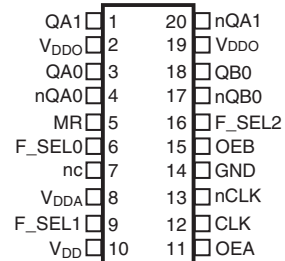 QA1 1 20 nQA1
VDDO 2 19 VDDO
QA0 3 18 QB0
nQA0 4 17 nQB0
MR 5 16 F_SEL2
F_SEL0 6 15 OEB
nc 7 14 GND
VDDA 8 13 nCLK
F_SEL1 9 12 CLK
VDD 10 11 OEA